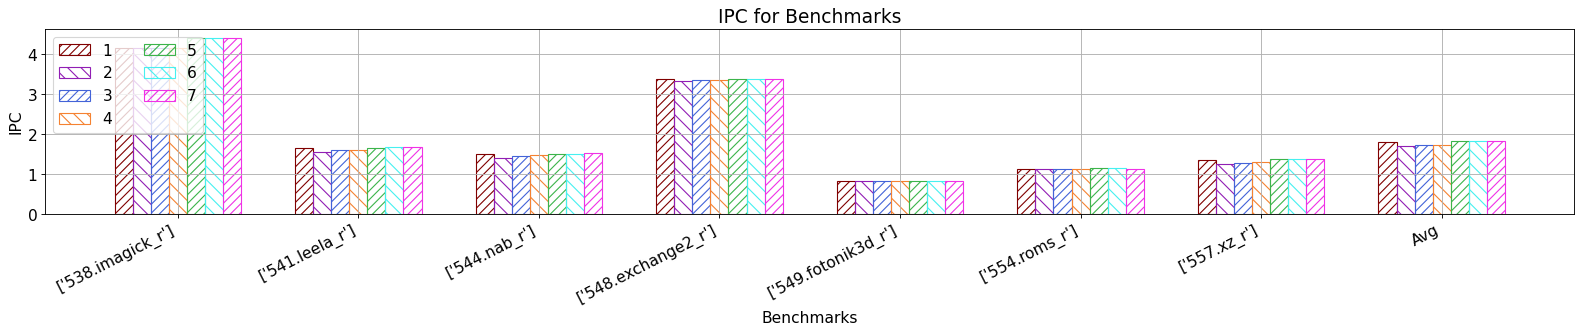 IPC for Benchmarks
IPC
4
3
2
1
0
1 5
2 6
3 7
4
['538.imagick_r']
['541.leela_r']
['544.nab_r']
['548.exchange2_r']
['549.fotonik3d_r']
['554.roms_r']
['557.xz_r']
Avg
Benchmarks